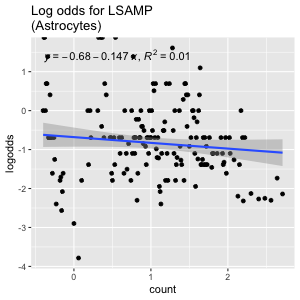 Log odds for LSAMP
(Astrocytes)
y = −0.68 − 0.147 x, R² = 0.01
1
0
-1
-2
-3
-4
logodds
0
1
2
count